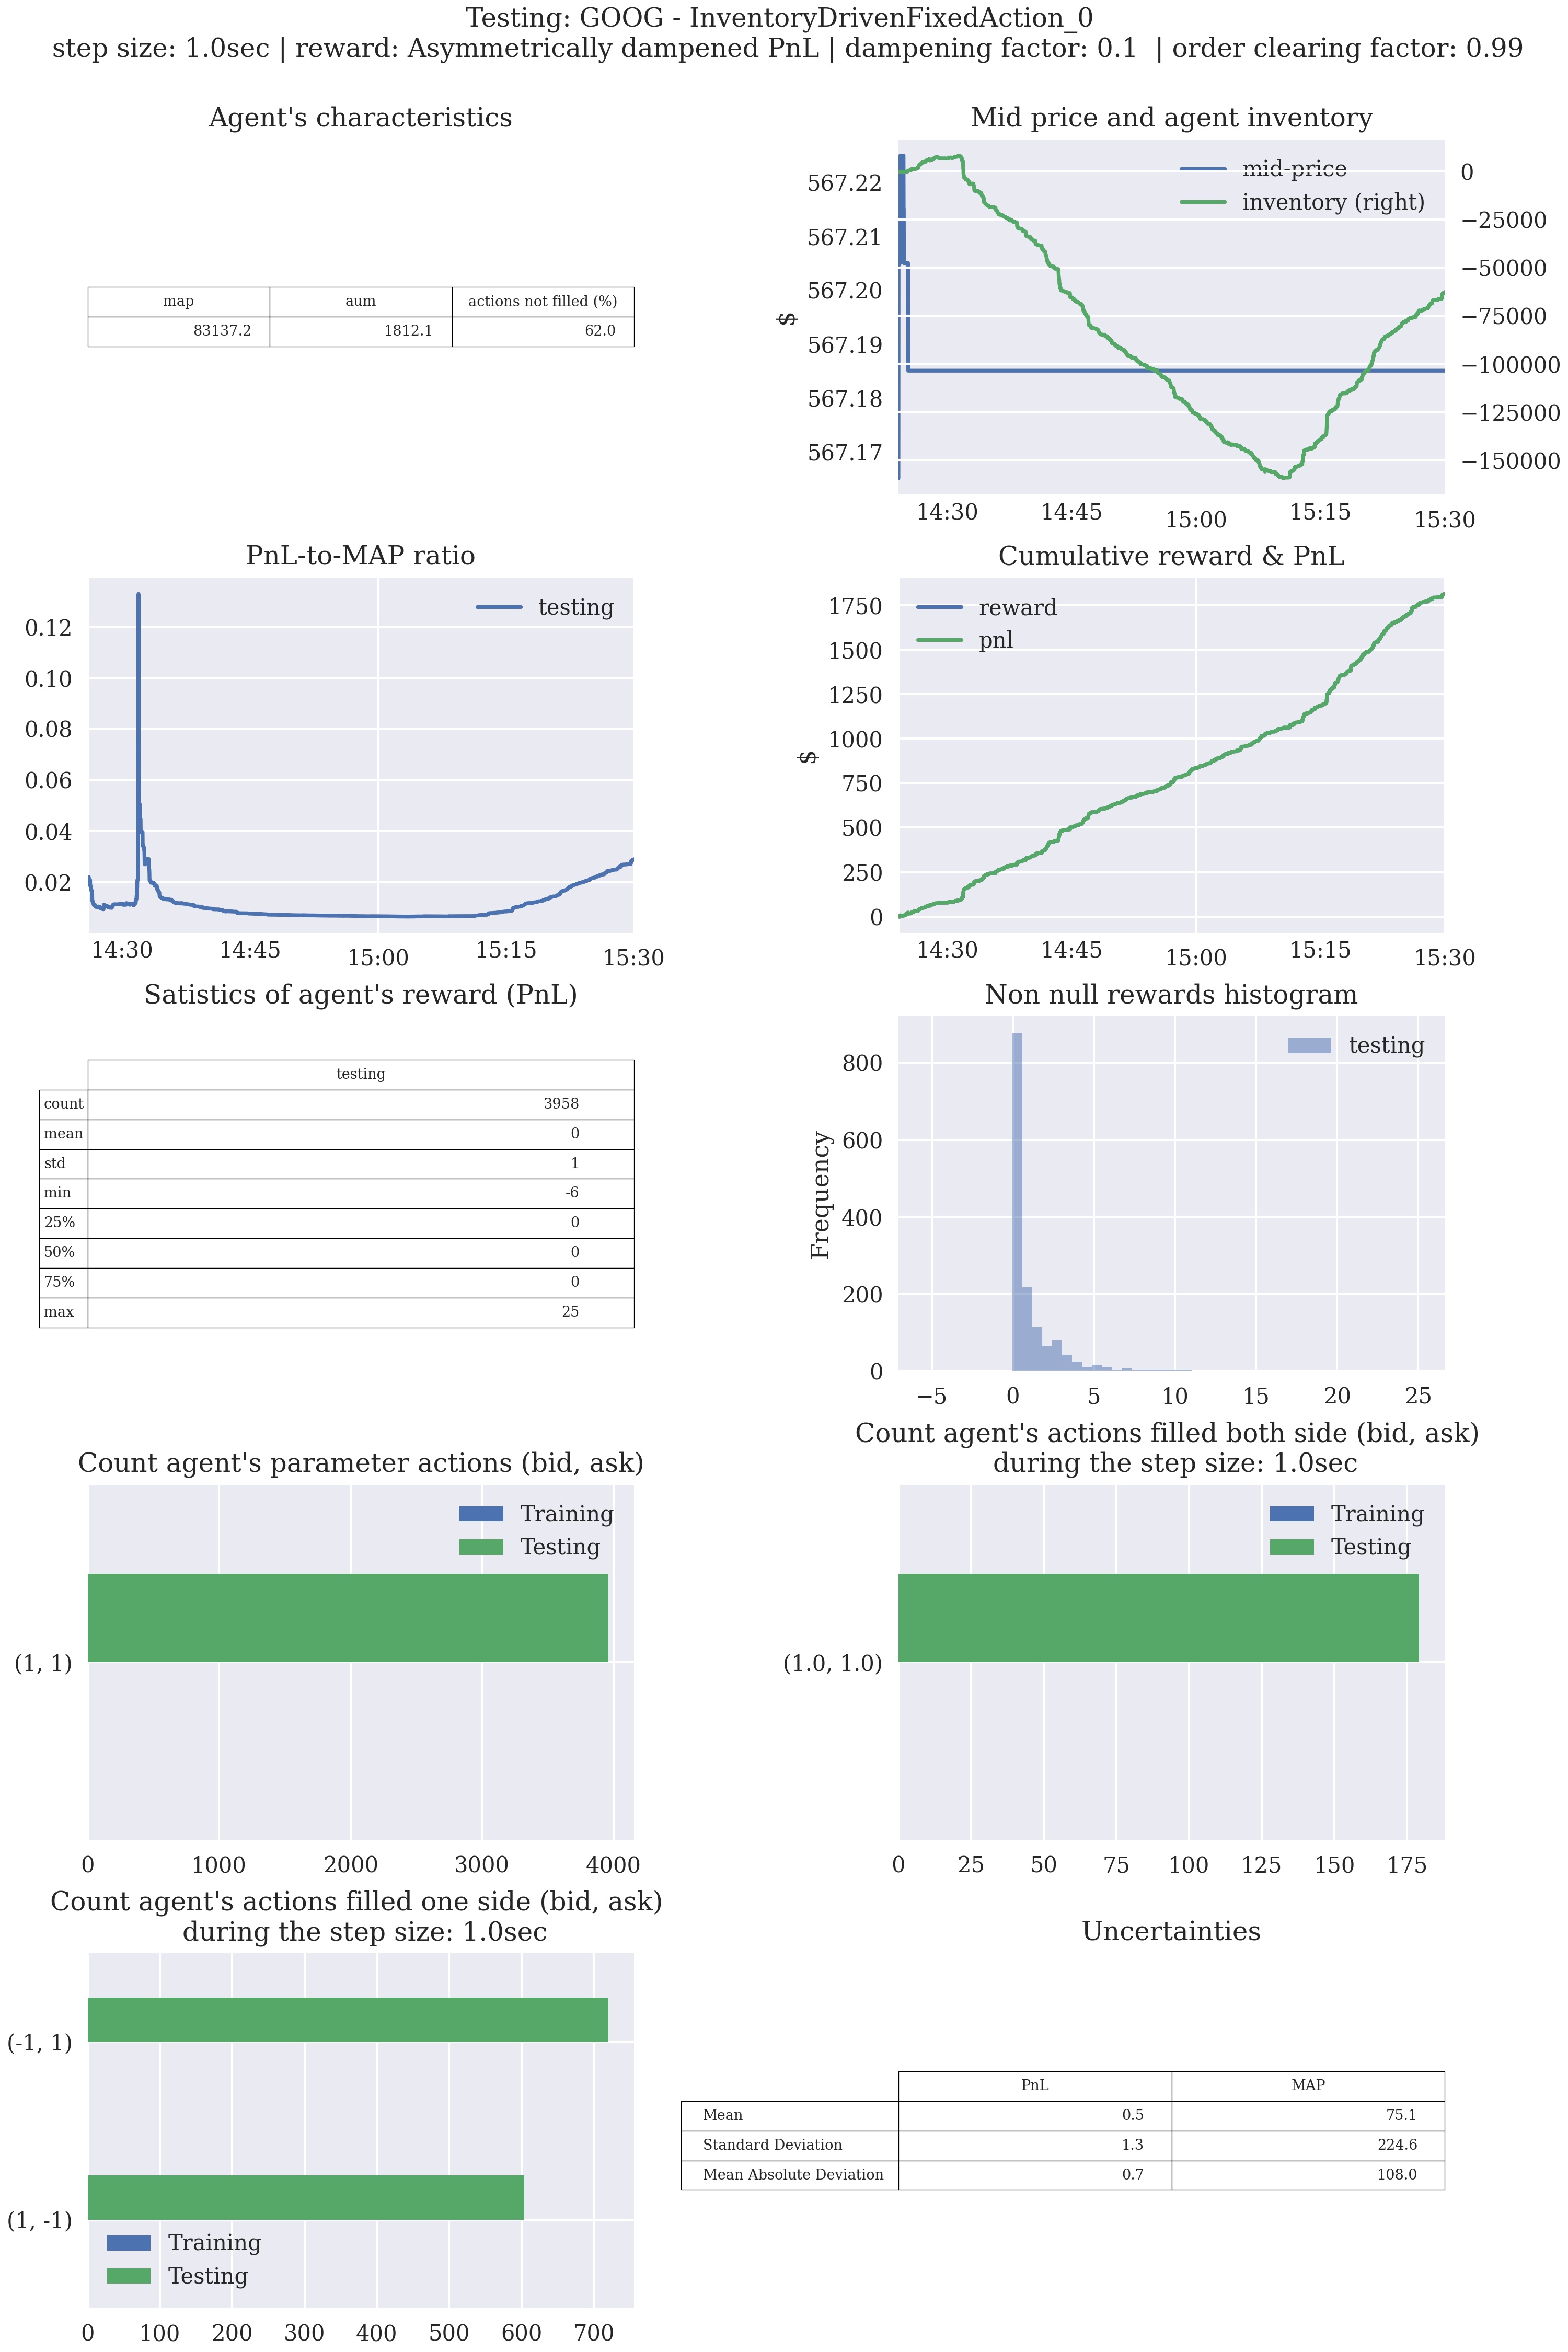 Testing: GOOG - InventoryDrivenFixedAction_0
step size: 1.0sec | reward: Asymmetrically dampened PnL | dampening factor: 0.1 | order clearing factor: 0.99
Agent's characteristics
map aum actions not filled (%)
83137.2 1812.1 62.0
Mid price and agent inventory
mid-price
inventory (right)
$
567.22
567.21
567.20
567.19
567.18
567.17
0
−25000
−50000
−75000
−100000
−125000
−150000
14:30 14:45 15:00 15:15 15:30
PnL-to-MAP ratio
testing
0.12
0.10
0.08
0.06
0.04
0.02
14:30 14:45 15:00 15:15 15:30
Cumulative reward & PnL
reward
pnl
$
1750
1500
1250
1000
750
500
250
0
14:30 14:45 15:00 15:15 15:30
Satistics of agent's reward (PnL)
testing
count 3958
mean 0
std 1
min -6
25% 0
50% 0
75% 0
max 25
Non null rewards histogram
testing
Frequency
800
600
400
200
0
−5 0 5 10 15 20 25
Count agent's parameter actions (bid, ask)
Training
Testing
(1, 1)
0 1000 2000 3000 4000
Count agent's actions filled both side (bid, ask)
during the step size: 1.0sec
Training
Testing
(1.0, 1.0)
0 25 50 75 100 125 150 175
Count agent's actions filled one side (bid, ask)
during the step size: 1.0sec
(-1, 1)
(1, -1)
Training
Testing
0 100 200 300 400 500 600 700
Uncertainties
PnL MAP
Mean 0.5 75.1
Standard Deviation 1.3 224.6
Mean Absolute Deviation 0.7 108.0